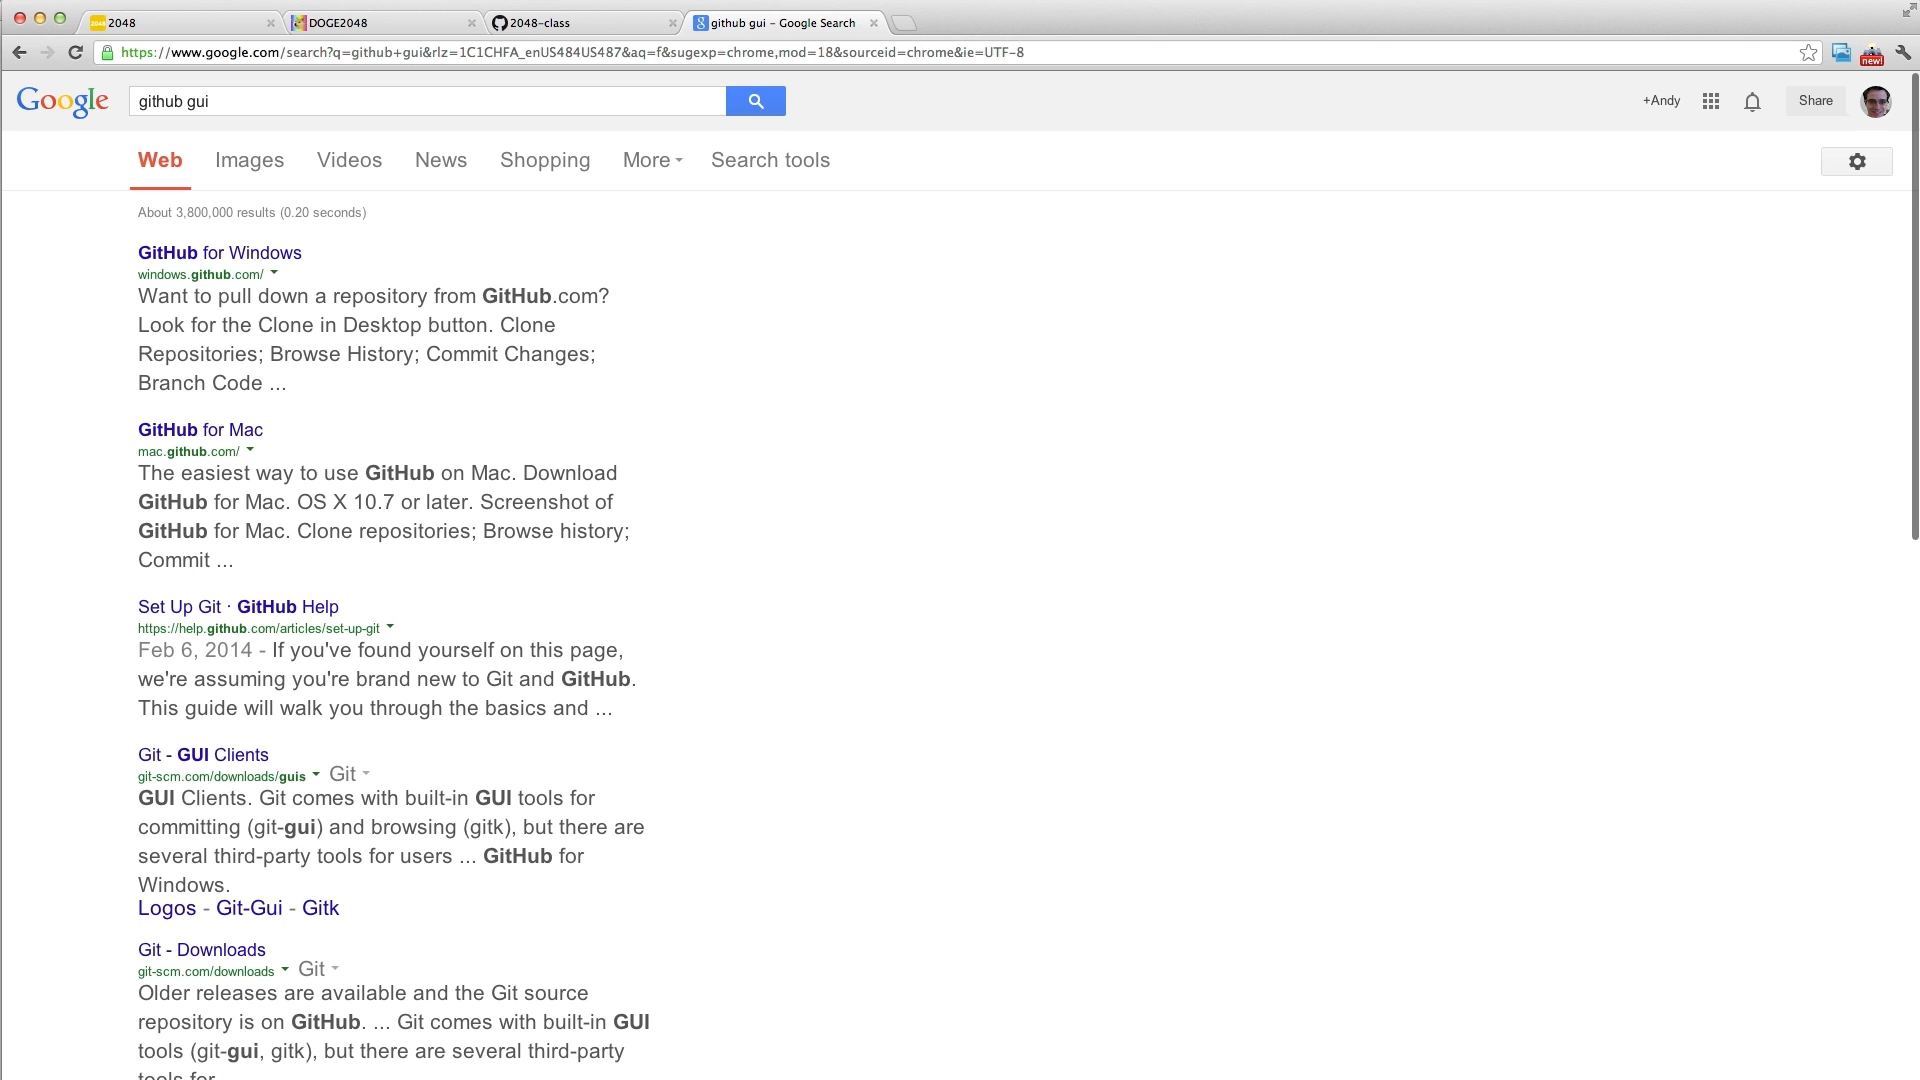 2048
DOGE2048
2048-class
github gui - Google Search
https://www.google.com/search?q=github+gui&rlz=1C1CHFA_enUS484US487&aq=f&sugexp=chrome,mod=18&sourceid=chrome&ie=UTF-8
new!
Google
github gui
+Andy
Share
Web Images Videos News Shopping More Search tools
About 3,800,000 results (0.20 seconds)
GitHub for Windows
windows.github.com/
Want to pull down a repository from GitHub.com?
Look for the Clone in Desktop button. Clone
Repositories; Browse History; Commit Changes;
Branch Code ...
GitHub for Mac
mac.github.com/
The easiest way to use GitHub on Mac. Download
GitHub for Mac. OS X 10.7 or later. Screenshot of
GitHub for Mac. Clone repositories; Browse history;
Commit ...
Set Up Git · GitHub Help
https://help.github.com/articles/set-up-git
Feb 6, 2014 - If you've found yourself on this page,
we're assuming you're brand new to Git and GitHub.
This guide will walk you through the basics and ...
Git - GUI Clients
git-scm.com/downloads/guis Git
GUI Clients. Git comes with built-in GUI tools for
committing (git-gui) and browsing (gitk), but there are
several third-party tools for users ... GitHub for
Windows.
Logos - Git-Gui - Gitk
Git - Downloads
git-scm.com/downloads Git
Older releases are available and the Git source
repository is on GitHub. ... Git comes with built-in GUI
tools (git-gui, gitk), but there are several third-party
tools for